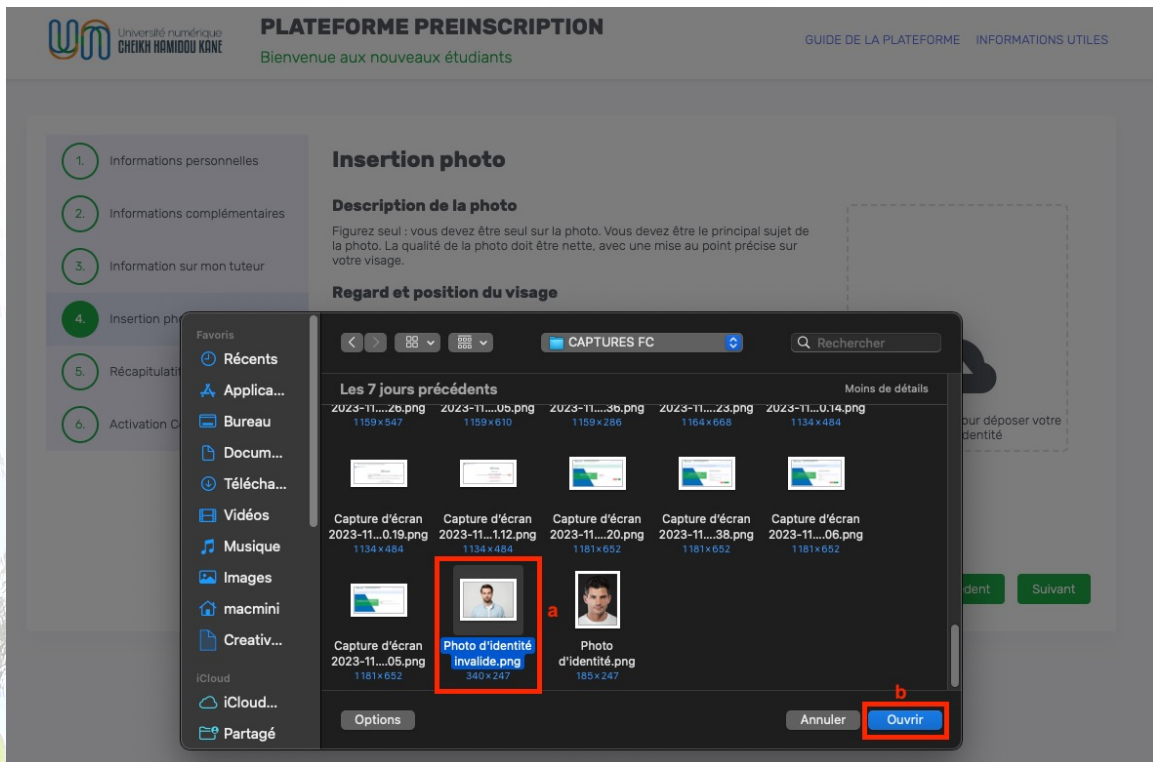 Université numérique
CHEIKH HAMIDOU KANE
PLATEFORME PREINSCRIPTION
Bienvenue aux nouveaux étudiants
GUIDE DE LA PLATEFORME INFORMATIONS UTILES
1. Informations personnelles
2. Informations complémentaires
3. Information sur mon tuteur
4. Insertion pho
5. Récapitulatif
6. Activation C
Insertion photo
Description de la photo
Figurez seul : vous devez être seul sur la photo. Vous devez être le principal sujet de
la photo. La qualité de la photo doit être nette, avec une mise au point précise sur
votre visage.
Regard et position du visage
our déposer votre
dentité
dent
Suivant
Favoris
Récents
Applica...
Bureau
Docum...
Télécha...
Vidéos
Musique
Images
macmini
Creativ...
iCloud
iCloud...
Partagé
CAPTURES FC
Rechercher
Les 7 jours précédents
Moins de détails
2023-11....26.png 2023-11....05.png 2023-11....36.png 2023-11....23.png 2023-11...0.14.png
1159×547 1159×610 1159×286 1164×668 1134×484
Capture d'écran Capture d'écran Capture d'écran Capture d'écran Capture d'écran
2023-11...0.19.png 2023-11...1.12.png 2023-11....20.png 2023-11....38.png 2023-11....06.png
1134×484 1134×484 1181×652 1181×652 1181×652
Capture d'écran
2023-11....05.png
1181×652
Photo d'identité
invalide.png
340×247
a
Photo
d'identité.png
185×247
Options
Annuler
b
Ouvrir